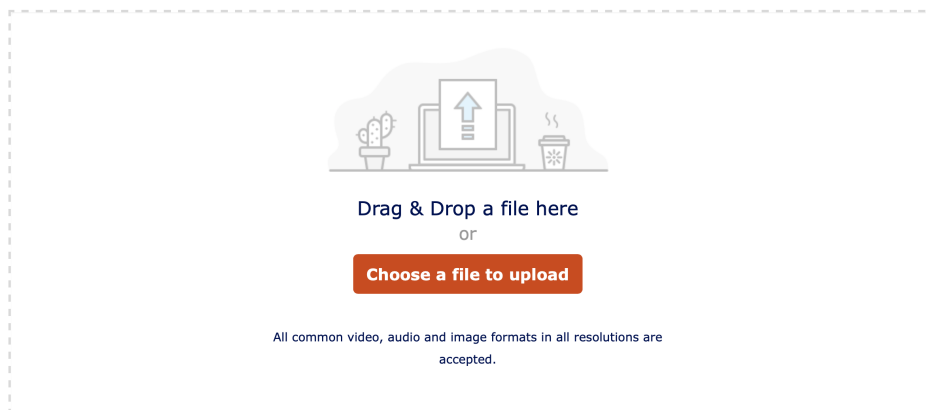 Drag & Drop a file here
or
Choose a file to upload
All common video, audio and image formats in all resolutions are
accepted.